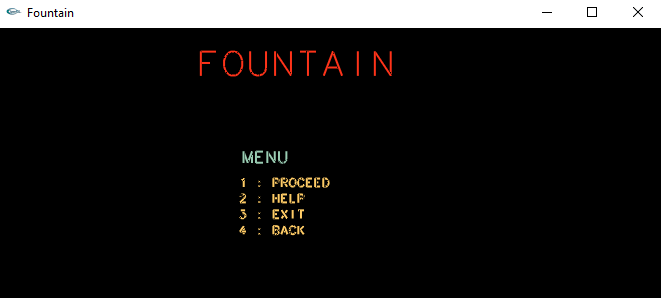 Fountain
FOUNTAIN
MENU
1 : PROCEED
2 : HELP
3 : EXIT
4 : BACK